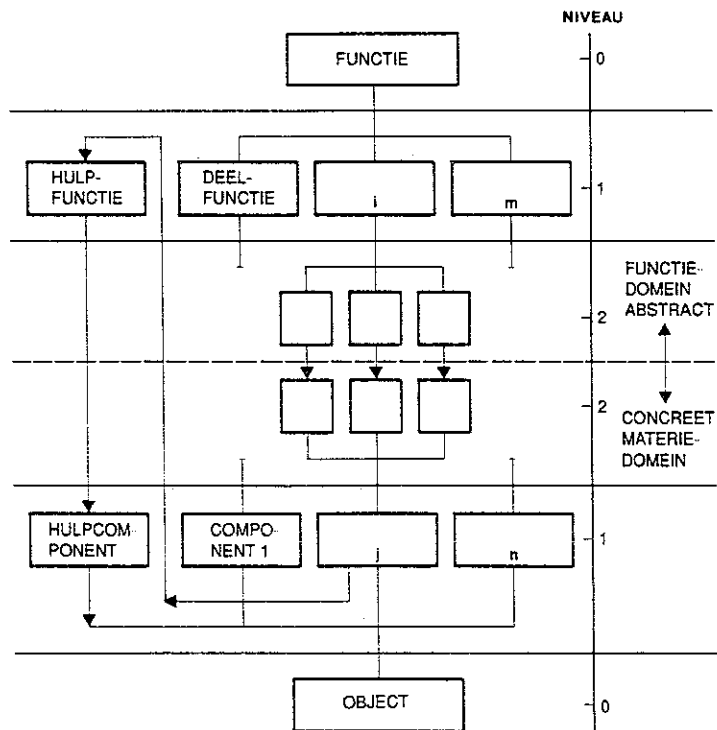 NIVEAU
FUNCTIE
0
HULP-
FUNCTIE
DEEL-
FUNCTIE
i
m
1
FUNCTIE-
DOMEIN
ABSTRACT
2
2
CONCREET
MATERIE-
DOMEIN
HULPCOM-
PONENT
COMPO-
NENT 1
j
n
1
OBJECT
0